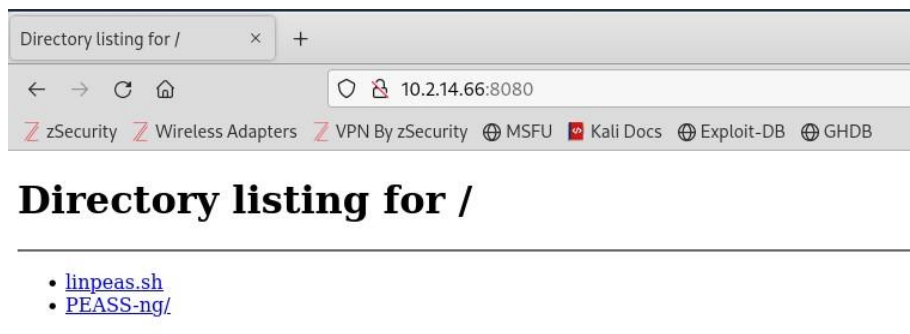 Directory listing for /
10.2.14.66:8080
zSecurity Wireless Adapters VPN By zSecurity MSFU Kali Docs Exploit-DB GHDB
Directory listing for /
linpeas.sh
PEASS-ng/